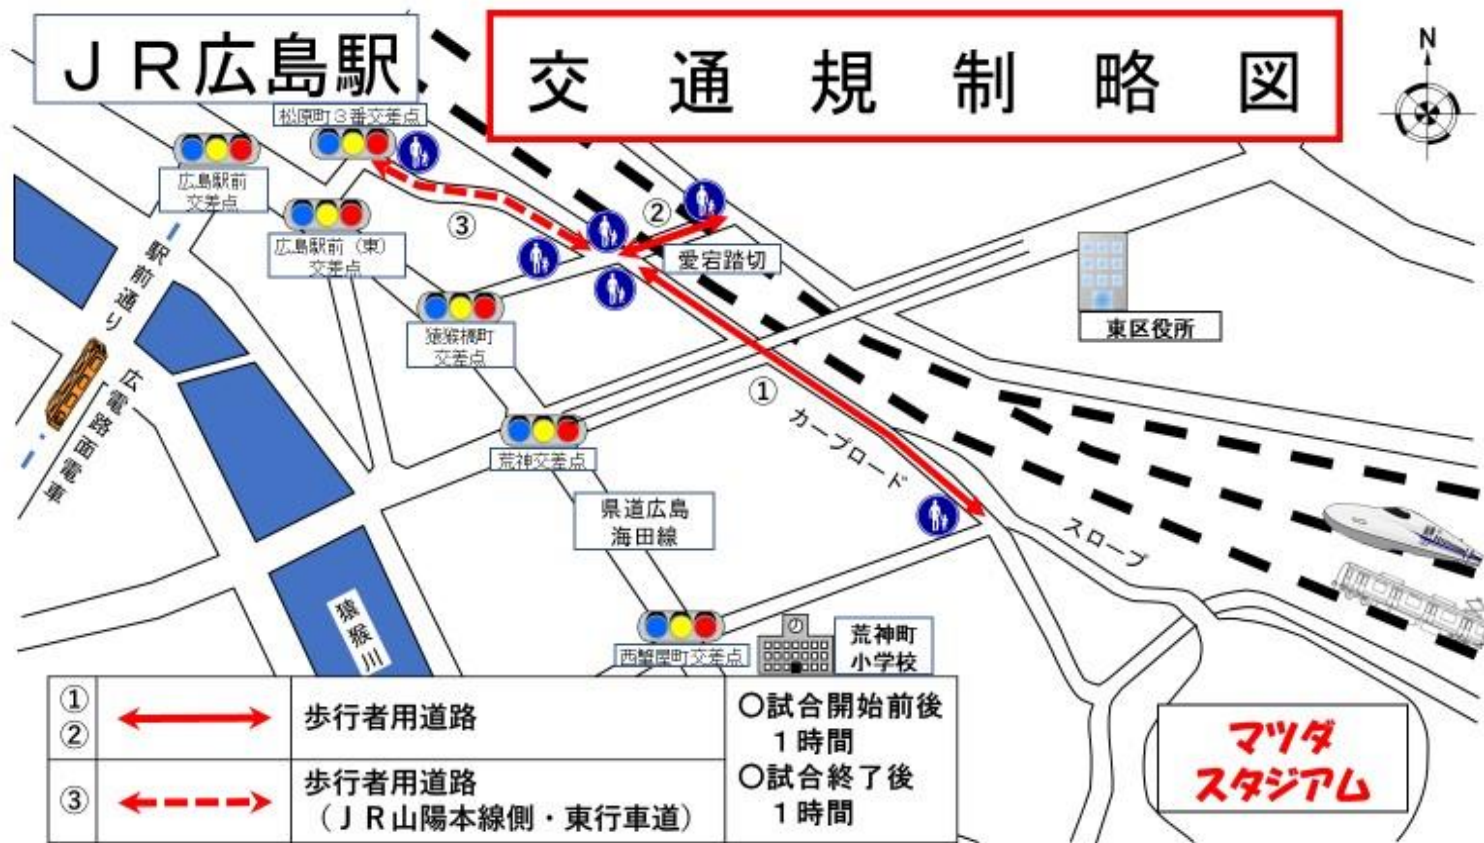 ＪＲ広島駅
交通規制略図
N
松原町３番交差点
広島駅前
交差点
広島駅前（東）
交差点
③
②
愛宕踏切
駅前通り
猿猴橋町
交差点
東区役所
①
カープロード
広電路面電車
荒神交差点
県道広島
海田線
スロープ
猿猴川
西蟹屋町交差点
荒神町
小学校
①
②
歩行者用道路
③
歩行者用道路
（ＪＲ山陽本線側・東行車道）
〇試合開始前後
１時間
〇試合終了後
１時間
マツダ
スタジアム